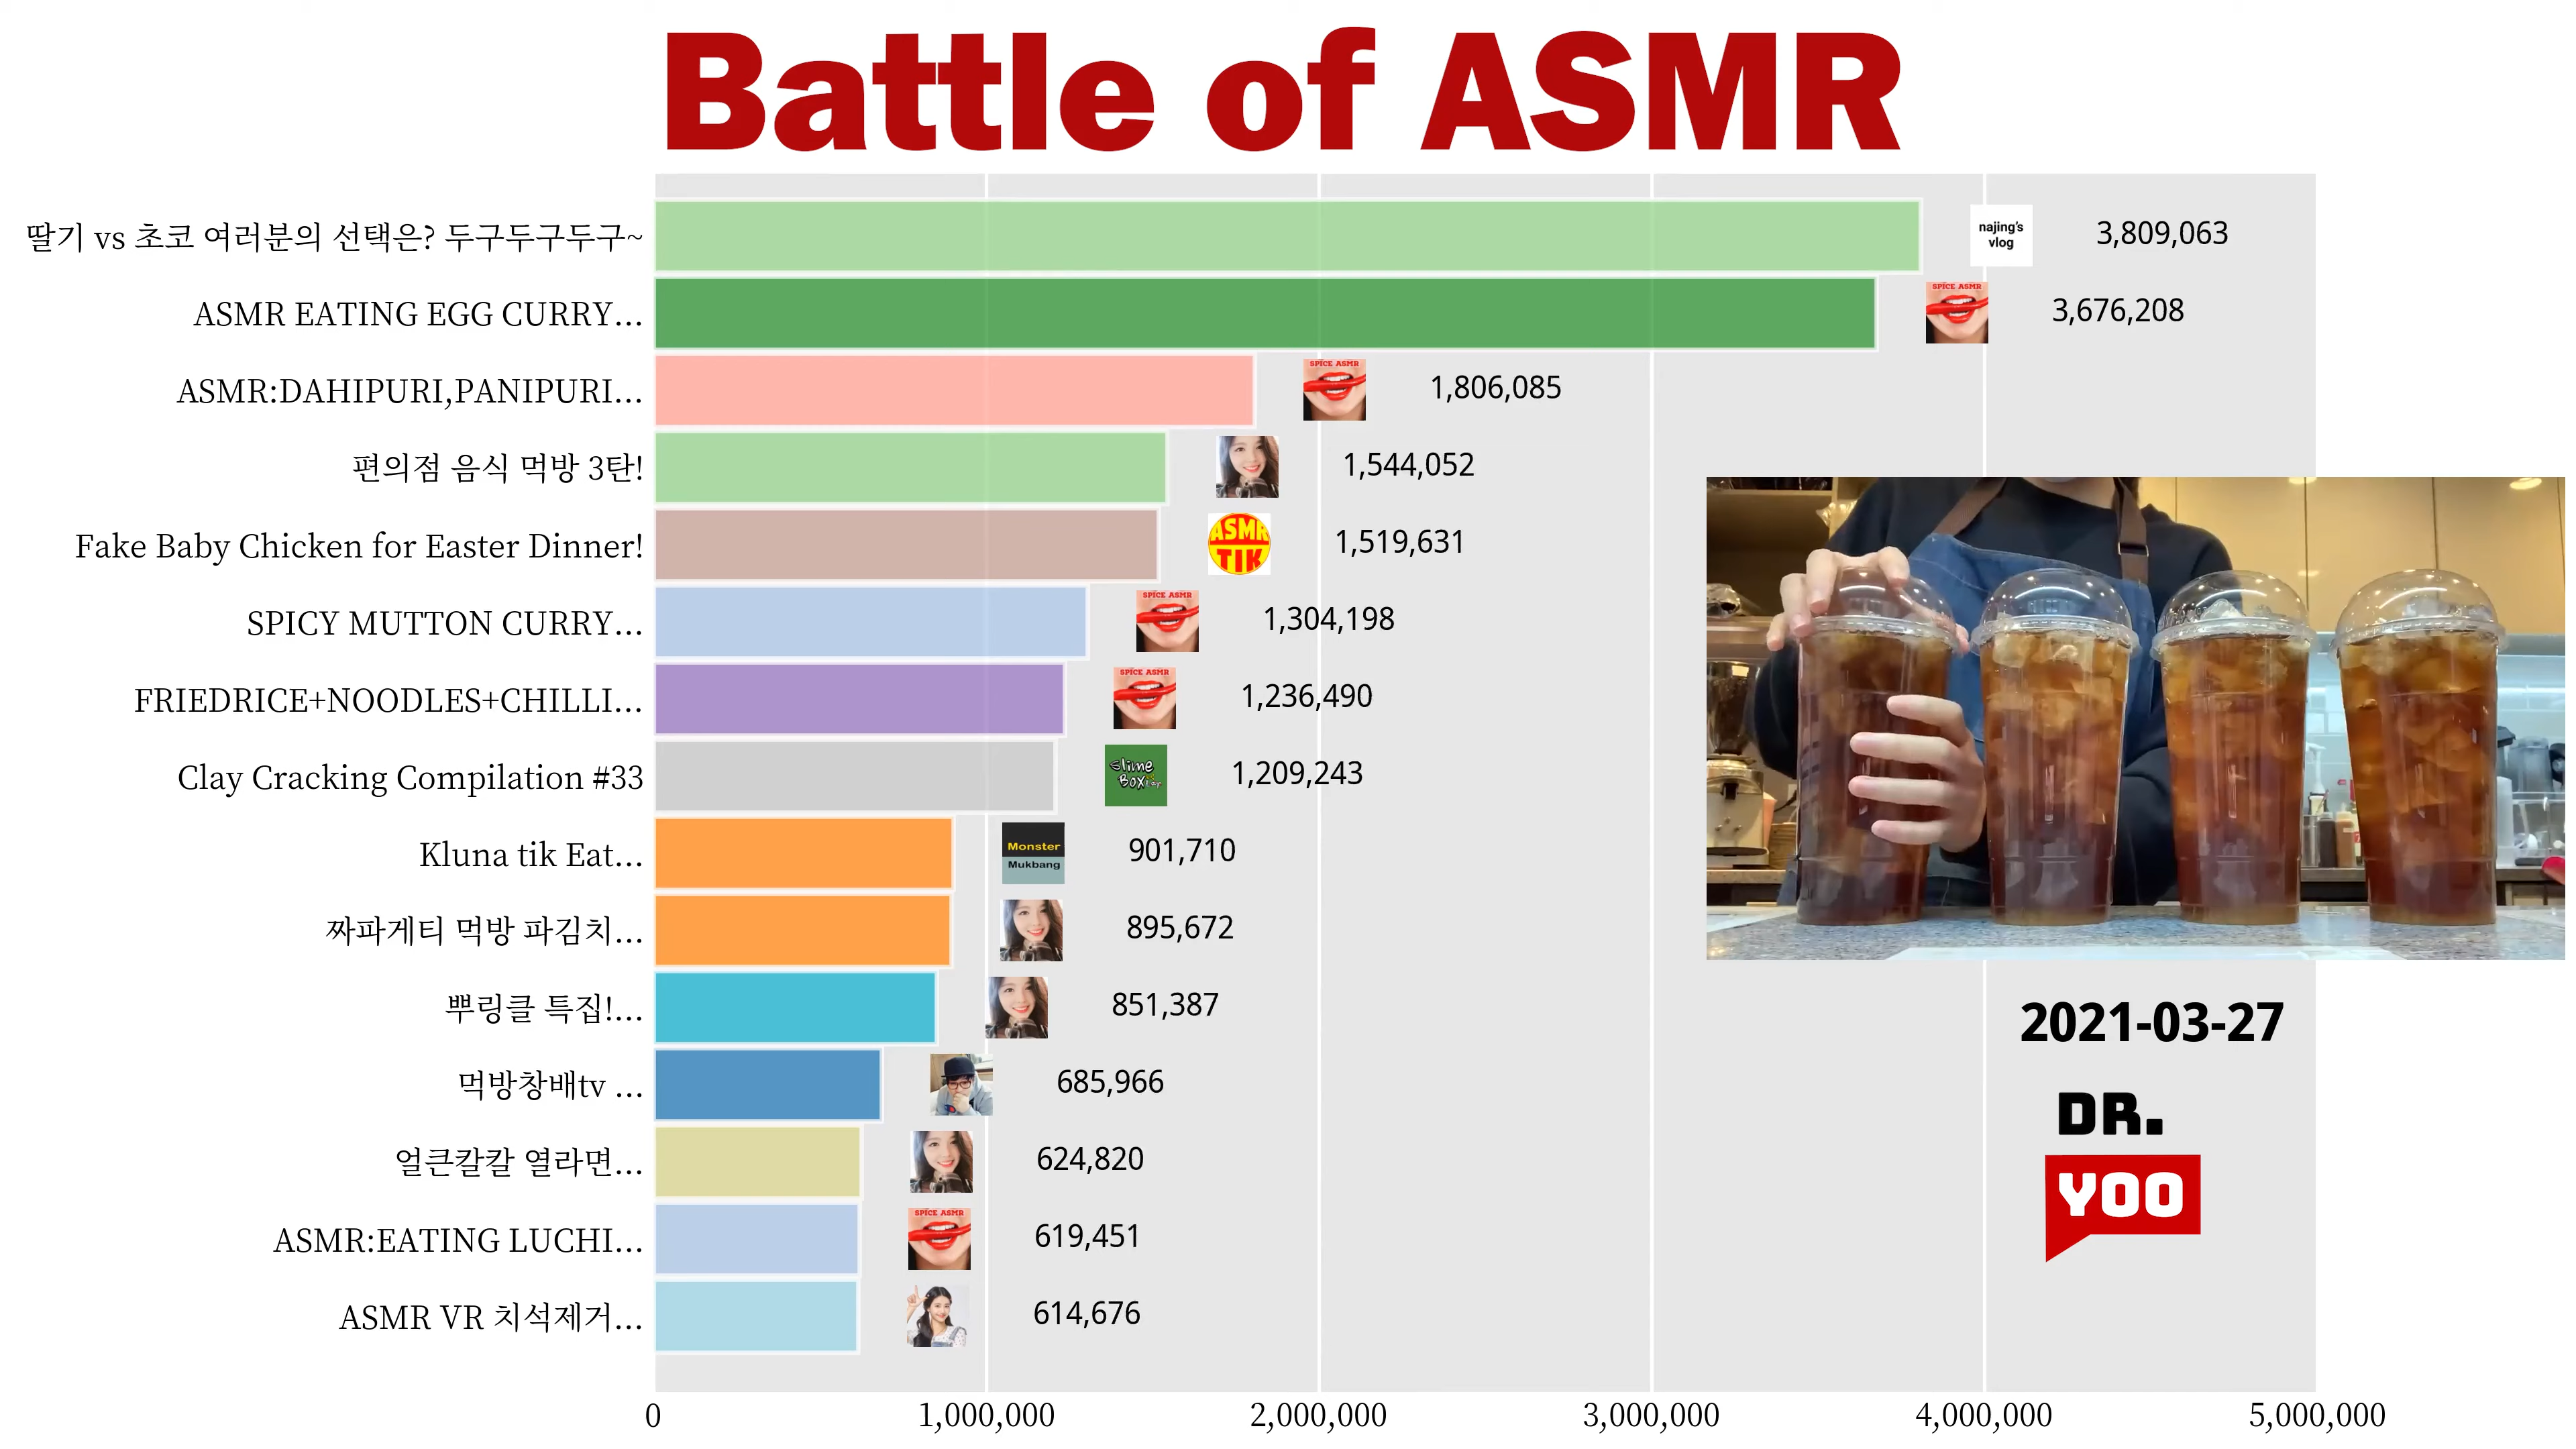 Battle of ASMR
딸기 vs 초코 여러분의 선택은? 두구두구두구~
najing's
vlog
3,809,063
ASMR EATING EGG CURRY...
SPICE ASMR
3,676,208
ASMR:DAHIPURI,PANIPURI...
SPICE ASMR
1,806,085
편의점 음식 먹방 3탄!
1,544,052
Fake Baby Chicken for Easter Dinner!
ASMR
TIK
1,519,631
SPICY MUTTON CURRY...
SPICE ASMR
1,304,198
FRIEDRICE+NOODLES+CHILLI...
SPICE ASMR
1,236,490
Clay Cracking Compilation #33
Slime
Box
1,209,243
Kluna tik Eat...
Monster
Mukbang
901,710
짜파게티 먹방 파김치...
895,672
뿌링클 특집!...
851,387
먹방창배tv ...
685,966
얼큰칼칼 열라면...
624,820
ASMR:EATING LUCHI...
SPICE ASMR
619,451
ASMR VR 치석제거...
614,676
2021-03-27
DR.
YOO
0 1,000,000 2,000,000 3,000,000 4,000,000 5,000,000